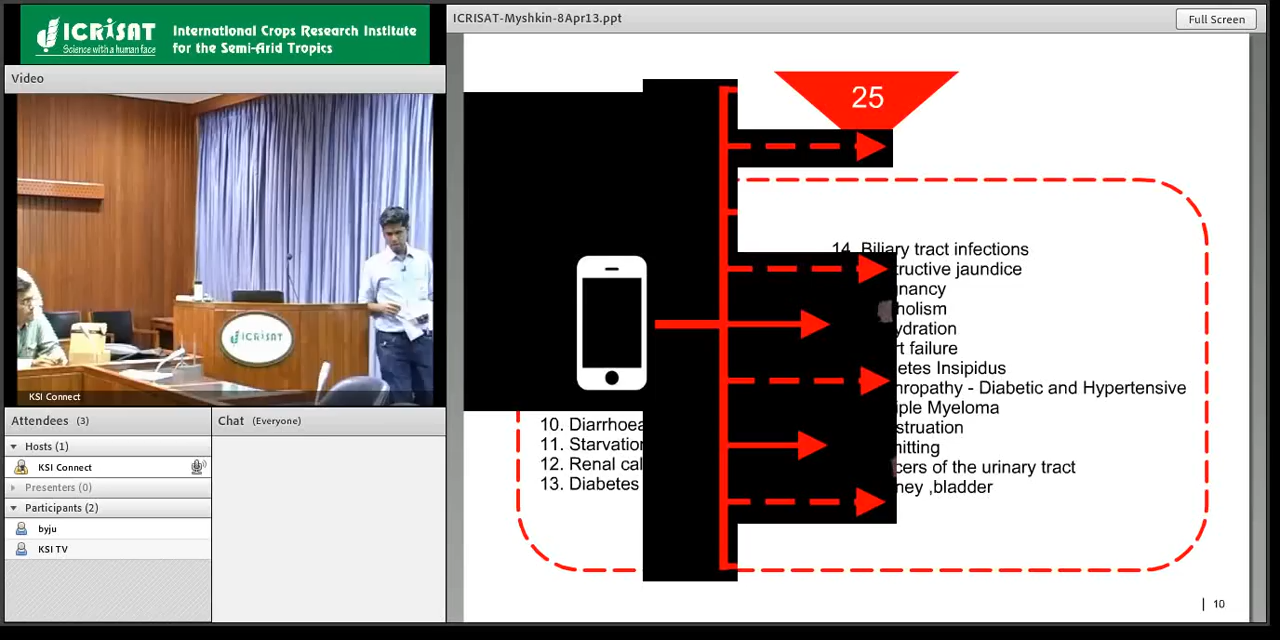 ICRISAT
Science with a human face
International Crops Research Institute
for the Semi-Arid Tropics
Video
ICRISAT
KSI Connect
Attendees (3)
Hosts (1)
KSI Connect
Presenters (0)
Participants (2)
byju
KSI TV
Chat (Everyone)
ICRISAT-Myshkin-8Apr13.ppt
Full Screen
25
10. Diarrhoea
11. Starvation
12. Renal cal
13. Diabetes
14. Biliary tract infections
tructive jaundice
gnancy
holism
ydration
rt failure
etes Insipidus
hropathy - Diabetic and Hypertensive
iple Myeloma
struation
mitting
cers of the urinary tract
ney ,bladder
| 10